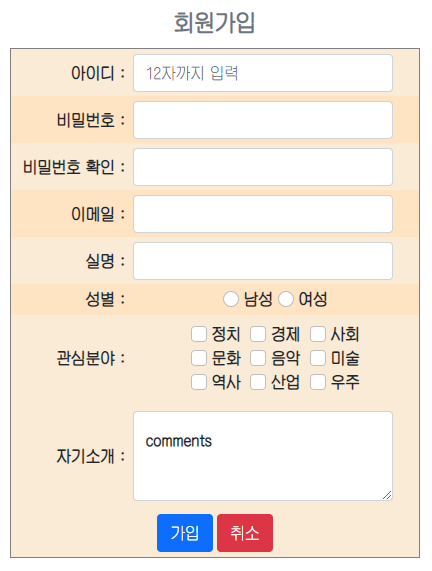 회원가입
아이디 : 12자까지 입력
비밀번호 :
비밀번호 확인 :
이메일 :
실명 :
성별 : 남성 여성
정치 경제 사회
관심분야 : 문화 음악 미술
역사 산업 우주
comments
자기소개 :
가입 취소